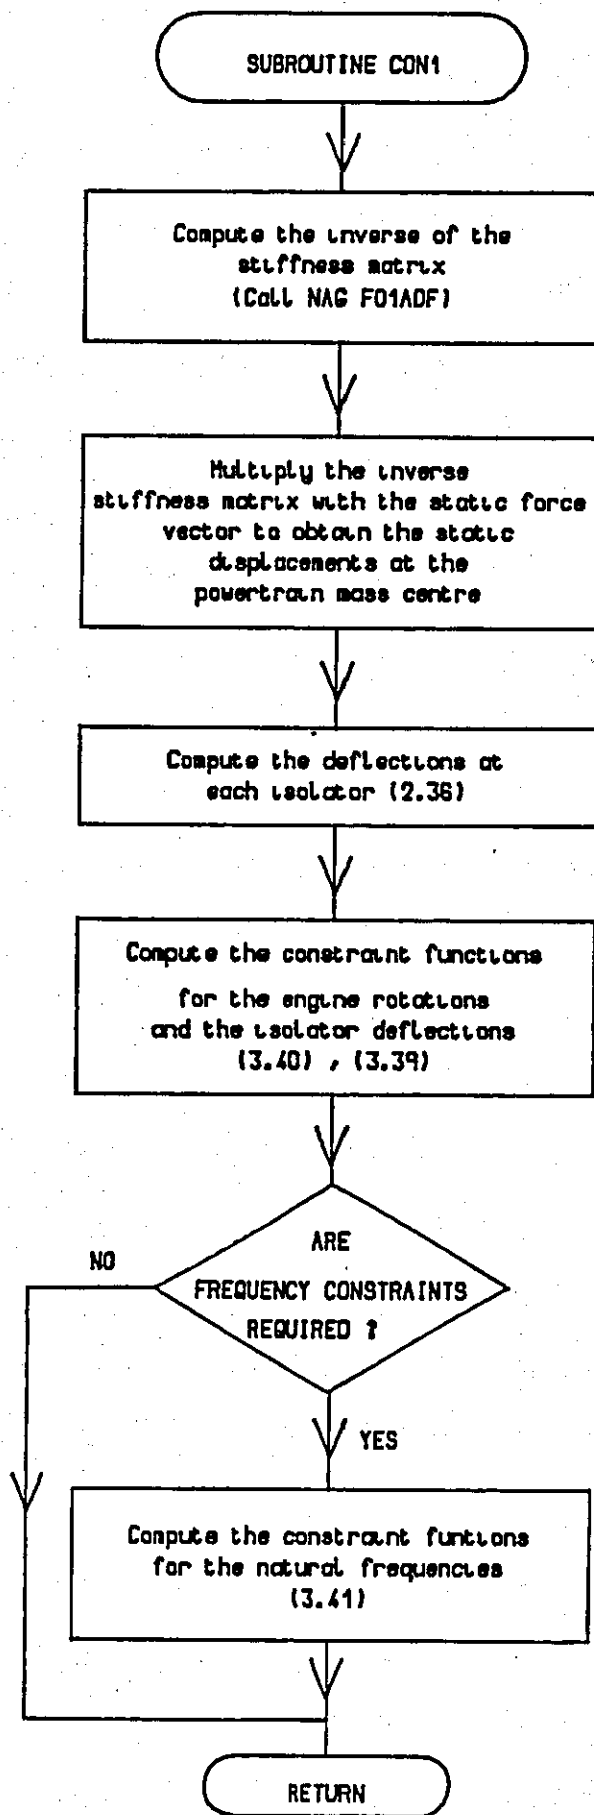 SUBROUTINE CON1
Compute the inverse of the
stiffness matrix
(Call NAG F01ADF)
Multiply the inverse
stiffness matrix with the static force
vector to obtain the static
displacements at the
powertrain mass centre
Compute the deflections at
each isolator (2.36)
Compute the constraint functions
for the engine rotations
and the isolator deflections
(3.40) , (3.39)
ARE
NO
FREQUENCY CONSTRAINTS
REQUIRED ?
YES
Compute the constraint funtions
for the natural frequencies
(3.41)
RETURN